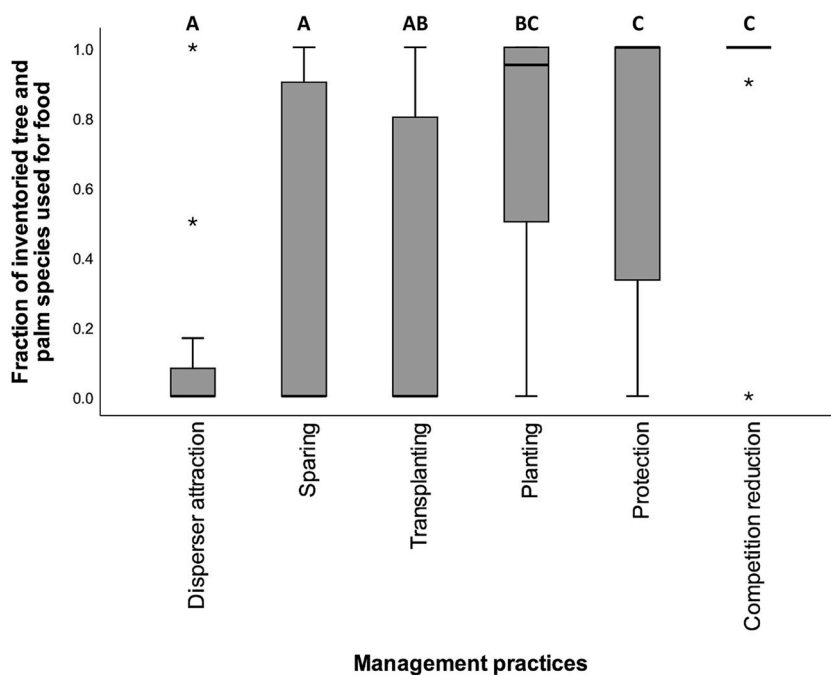 A A AB BC C C
Fraction of inventoried tree and
palm species used for food
1.0
0.8
0.6
0.4
0.2
0.0
*
*
*
*
Disperser attraction
Sparing
Transplanting
Planting
Protection
Competition reduction
Management practices